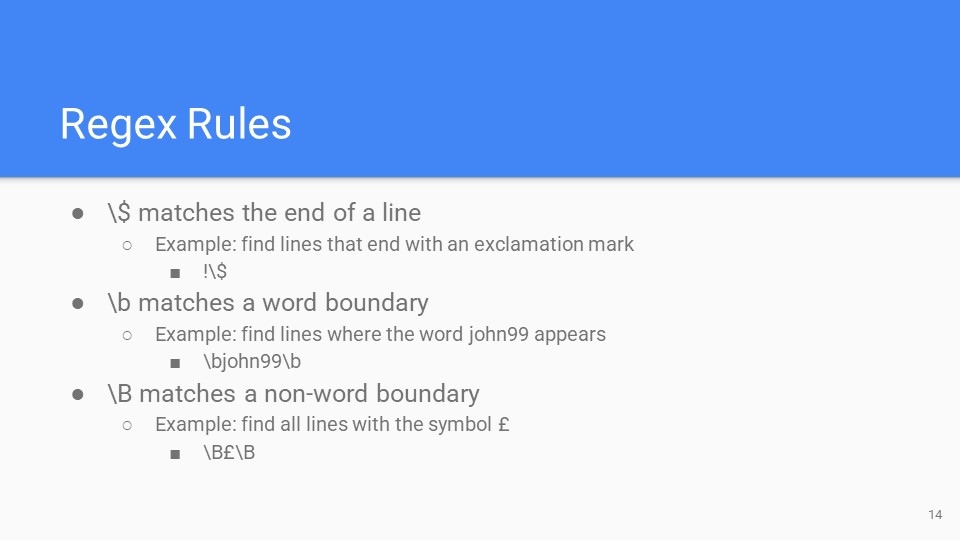 Regex Rules
● \$ matches the end of a line
○ Example: find lines that end with an exclamation mark
■ !\$
● \b matches a word boundary
○ Example: find lines where the word john99 appears
■ \bjohn99\b
● \B matches a non-word boundary
○ Example: find all lines with the symbol £
■ \B£\B
14